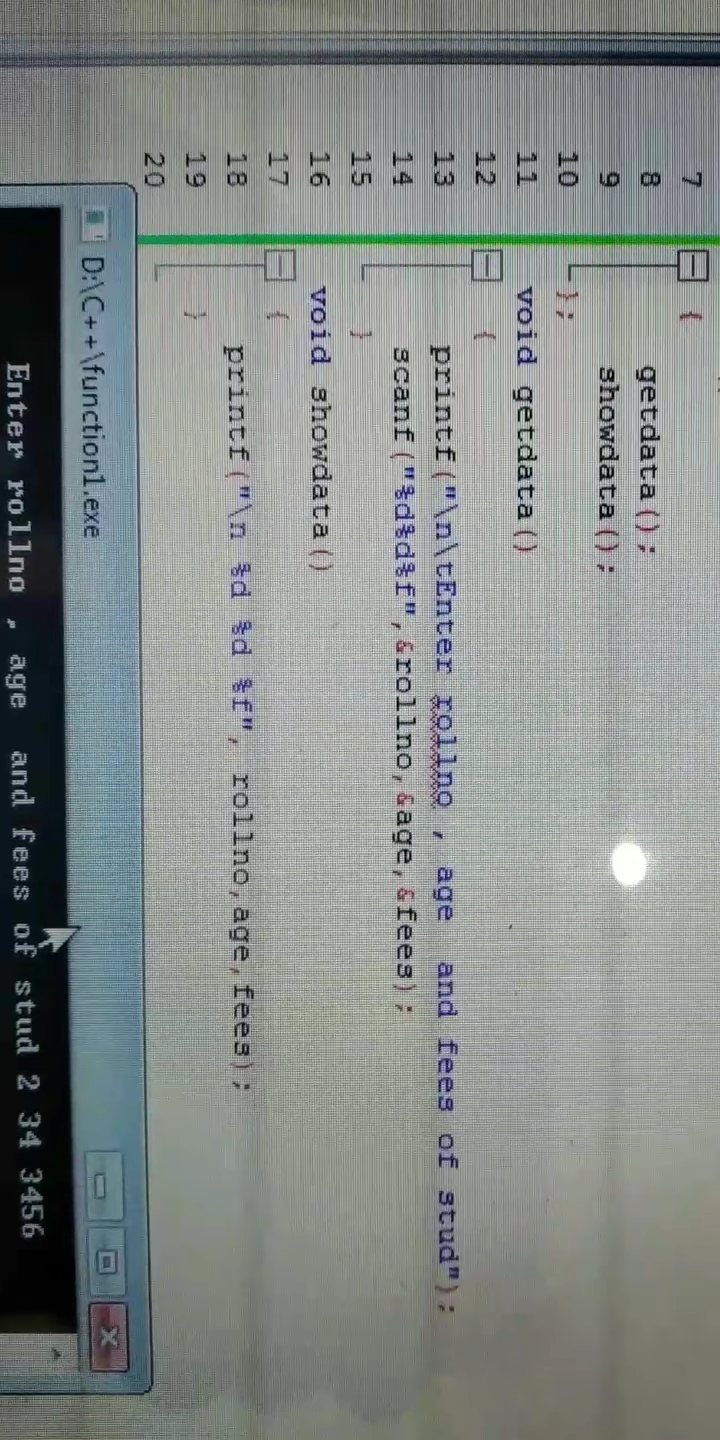 7 {
8 getdata();
9 showdata();
10 };
11 void getdata()
12 {
13 printf("\n\tEnter rollno , age  and fees of stud");
14 scanf("%d%d%f",&rollno,&age,&fees);
15 }
16 void showdata()
17 {
18 printf("\n %d %d %f", rollno,age,fees);
19 }
20
D:\C++\function1.exe
Enter rollno , age  and fees of stud 2 34 3456